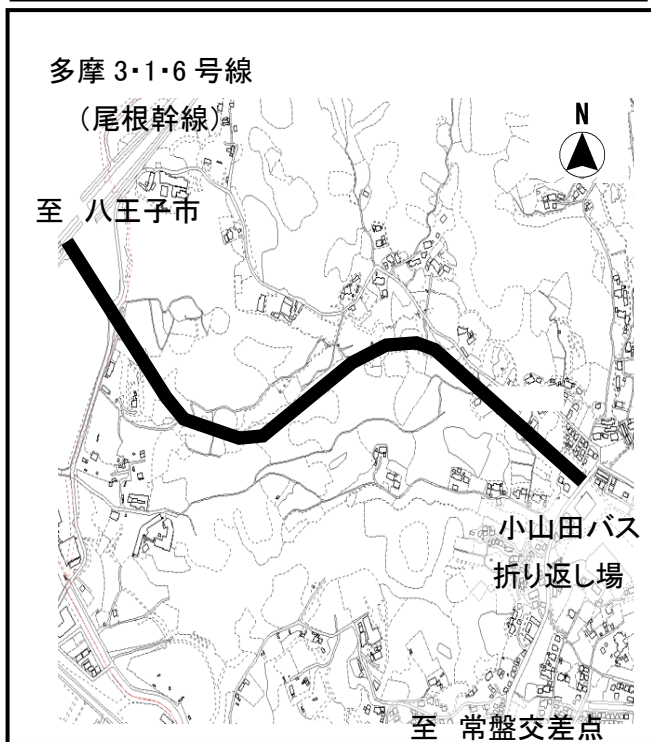 多摩 3・1・6 号線
（尾根幹線）
N
至 八王子市
小山田バス
折り返し場
至 常盤交差点